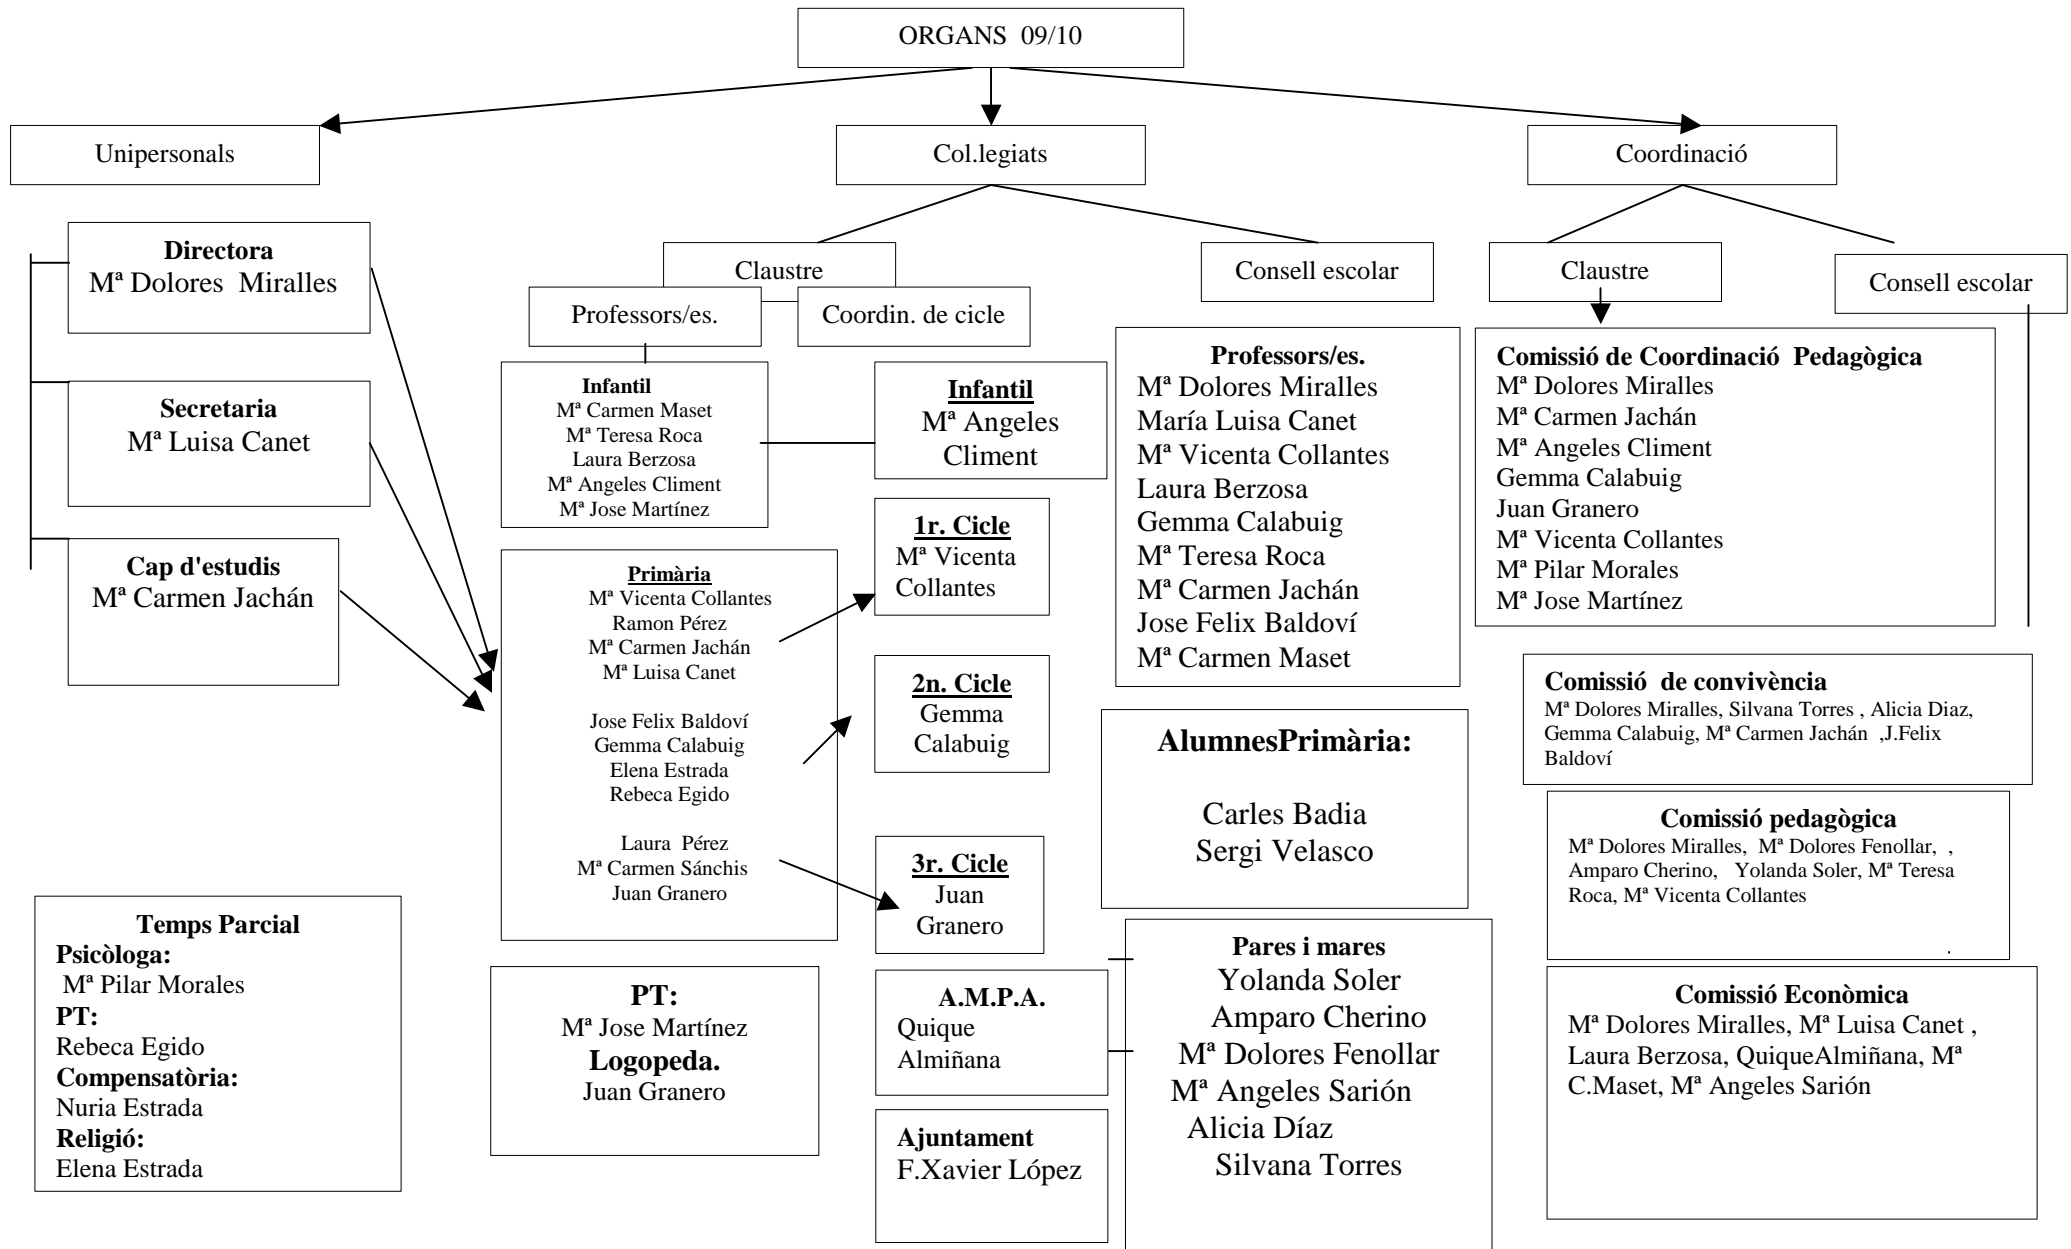 ORGANS 09/10
Unipersonals
Col.legiats
Coordinació
Directora
Mª Dolores Miralles
Secretaria
Mª Luisa Canet
Cap d'estudis
Mª Carmen Jachán
Temps Parcial
Psicòloga:
Mª Pilar Morales
PT:
Rebeca Egido
Compensatòria:
Nuria Estrada
Religió:
Elena Estrada
Claustre
Professors/es.
Coordin. de cicle
Infantil
Mª Carmen Maset
Mª Teresa Roca
Laura Berzosa
Mª Angeles Climent
Mª Jose Martínez
Primària
Mª Vicenta Collantes
Ramon Pérez
Mª Carmen Jachán
Mª Luisa Canet
Jose Felix Baldoví
Gemma Calabuig
Elena Estrada
Rebeca Egido
Laura Pérez
Mª Carmen Sánchis
Juan Granero
PT:
Mª Jose Martínez
Logopeda.
Juan Granero
Infantil
Mª Angeles
Climent
1r. Cicle
Mª Vicenta
Collantes
2n. Cicle
Gemma
Calabuig
3r. Cicle
Juan
Granero
A.M.P.A.
Quique
Almiñana
Ajuntament
F.Xavier López
Consell escolar
Professors/es.
Mª Dolores Miralles
María Luisa Canet
Mª Vicenta Collantes
Laura Berzosa
Gemma Calabuig
Mª Teresa Roca
Mª Carmen Jachán
Jose Felix Baldoví
Mª Carmen Maset
AlumnesPrimària:
Carles Badia
Sergi Velasco
Pares i mares
Yolanda Soler
Amparo Cherino
Mª Dolores Fenollar
Mª Angeles Sarión
Alicia Díaz
Silvana Torres
Claustre
Consell escolar
Comissió de Coordinació Pedagògica
Mª Dolores Miralles
Mª Carmen Jachán
Mª Angeles Climent
Gemma Calabuig
Juan Granero
Mª Vicenta Collantes
Mª Pilar Morales
Mª Jose Martínez
Comissió de convivència
Mª Dolores Miralles, Silvana Torres , Alicia Diaz,
Gemma Calabuig, Mª Carmen Jachán ,J.Felix
Baldoví
Comissió pedagògica
Mª Dolores Miralles, Mª Dolores Fenollar, ,
Amparo Cherino, Yolanda Soler, Mª Teresa
Roca, Mª Vicenta Collantes
.
Comissió Econòmica
Mª Dolores Miralles, Mª Luisa Canet ,
Laura Berzosa, QuiqueAlmiñana, Mª
C.Maset, Mª Angeles Sarión